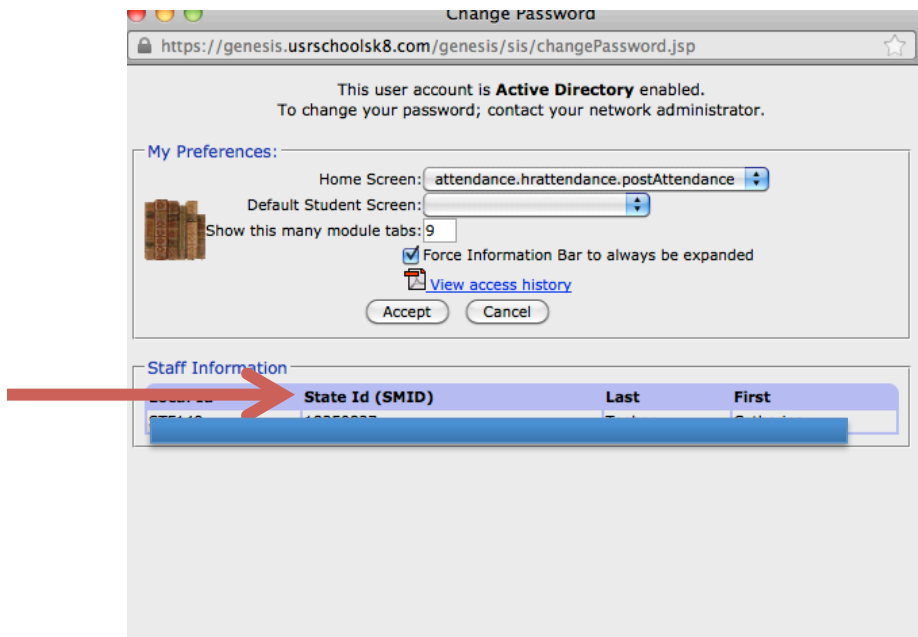 Change Password
https://genesis.usrschoolsk8.com/genesis/sis/changePassword.jsp
This user account is Active Directory enabled.
To change your password; contact your network administrator.
My Preferences:
Home Screen: attendance.hrattendance.postAttendance
Default Student Screen:
Show this many module tabs: 9
Force Information Bar to always be expanded
View access history
Accept Cancel
Staff Information
State Id (SMID) Last First